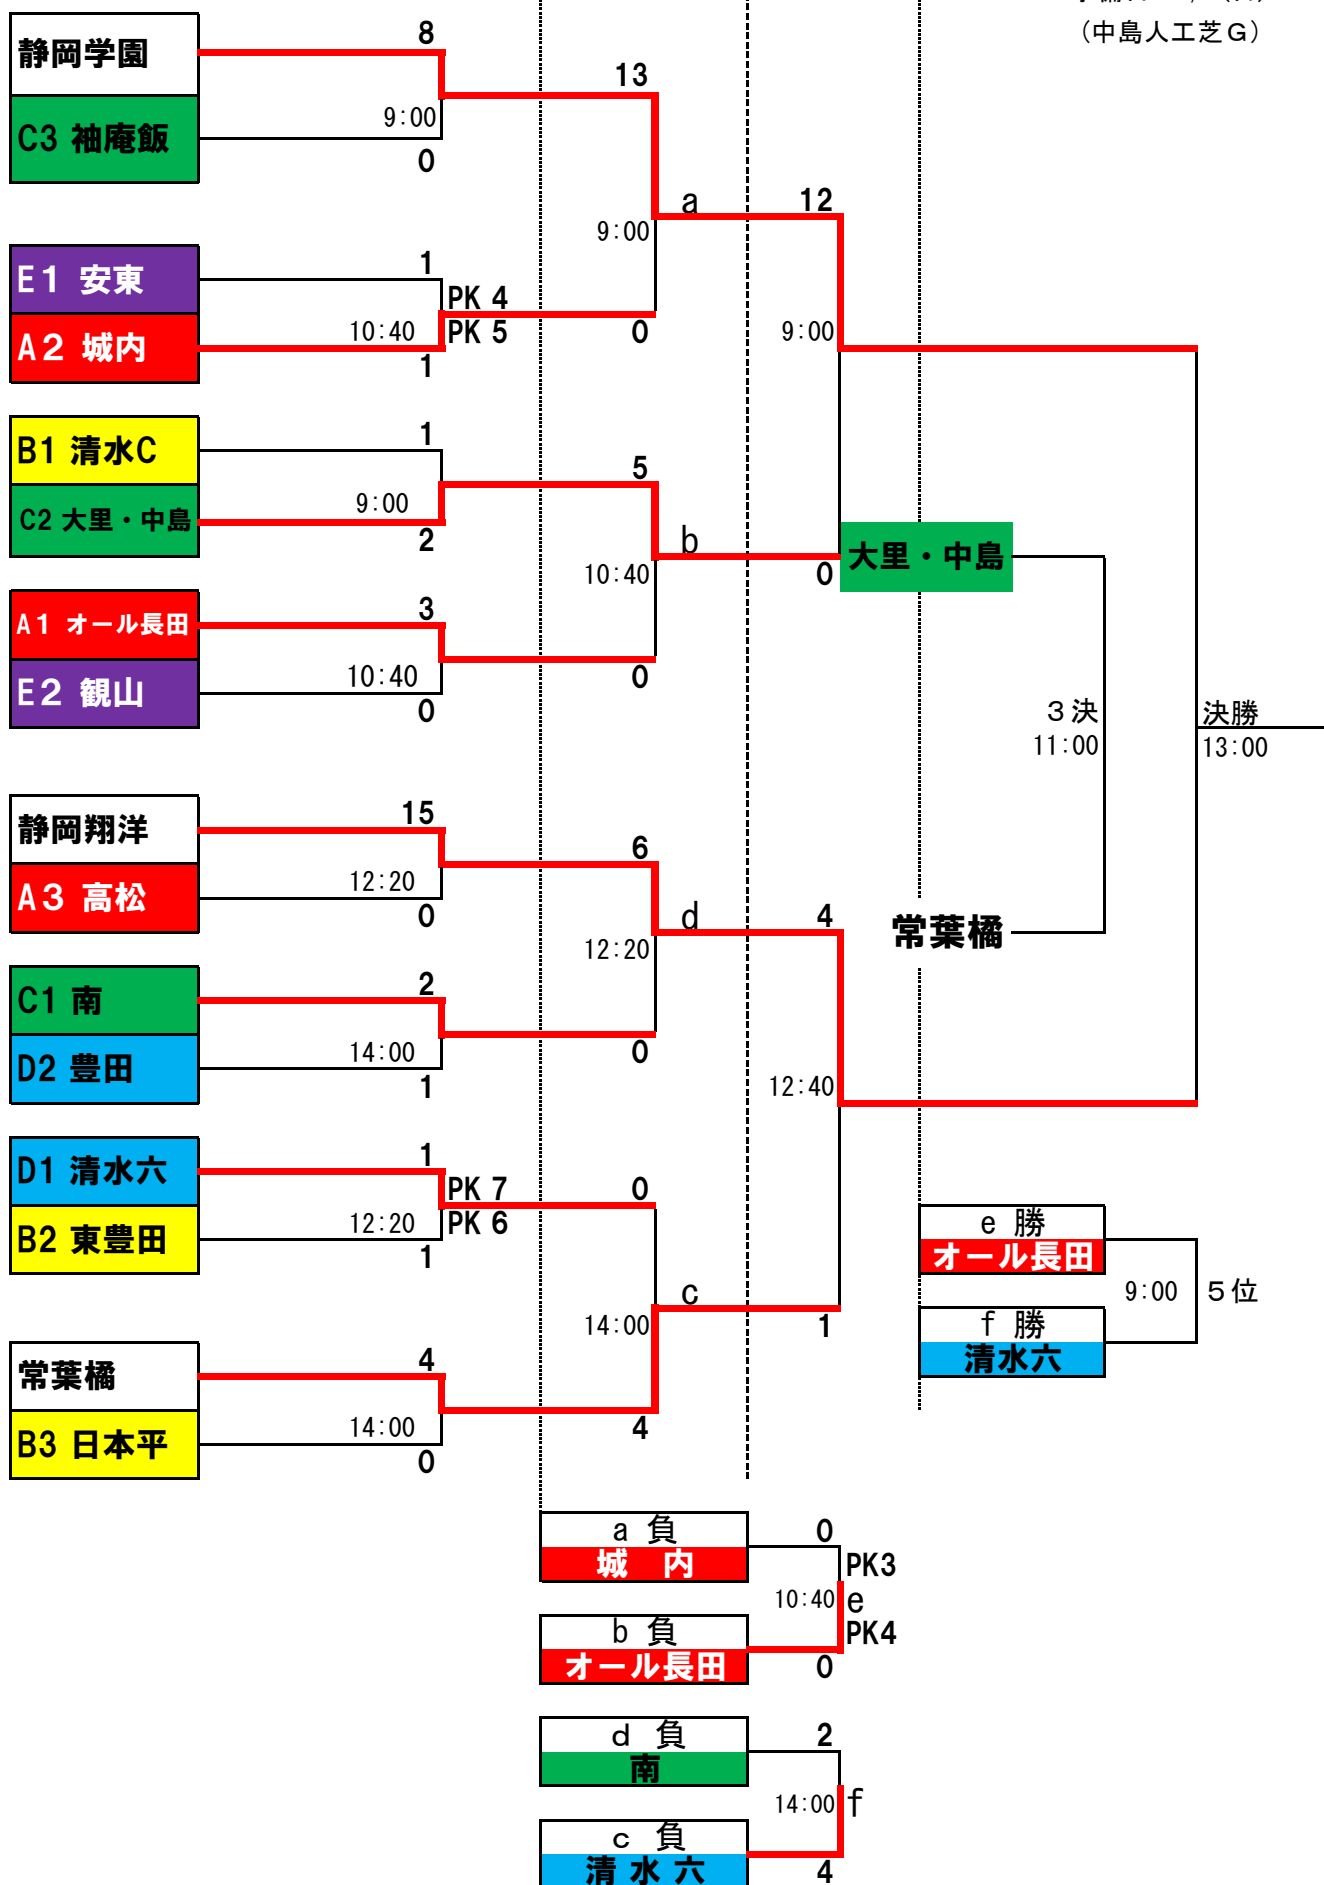 （中島人工芝Ｇ）
8
静岡学園
13
9:00
C3 袖庵飯
0
a
12
9:00
1
E1 安東
PK 4
10:40
PK 5
0
9:00
A2 城内
1
1
B1 清水C
5
9:00
C2 大里・中島
2
b
大里・中島
10:40
0
3
A1 オール長田
10:40
0
E2 観山
0
３決
決勝
11:00
13:00
15
静岡翔洋
6
12:20
A3 高松
0
d
4
常葉橘
12:20
2
C1 南
14:00
0
D2 豊田
1
12:40
1
D1 清水六
PK 7
0
12:20
PK 6
B2 東豊田
1
e 勝
オール長田
c
9:00
５位
14:00
1
f 勝
清水六
4
常葉橘
14:00
4
B3 日本平
0
a 負
0
城　内
PK3
10:40
e
b 負
PK4
オール長田
0
d 負
2
南
14:00
f
c 負
清 水 六
4